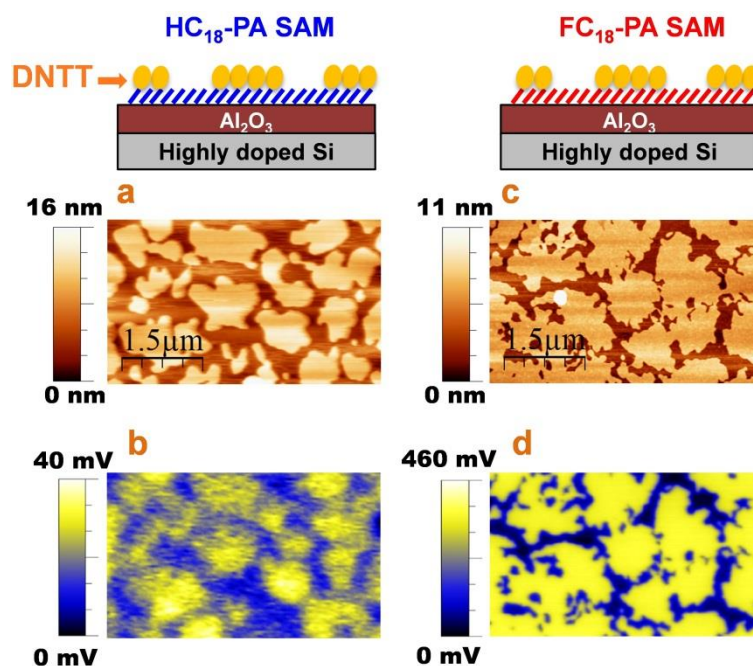 HC₁₈-PA SAM
FC₁₈-PA SAM
DNTT
Al₂O₃
Highly doped Si
Al₂O₃
Highly doped Si
a
c
16 nm
11 nm
1.5µm
1.5µm
0 nm
0 nm
b
d
40 mV
460 mV
0 mV
0 mV